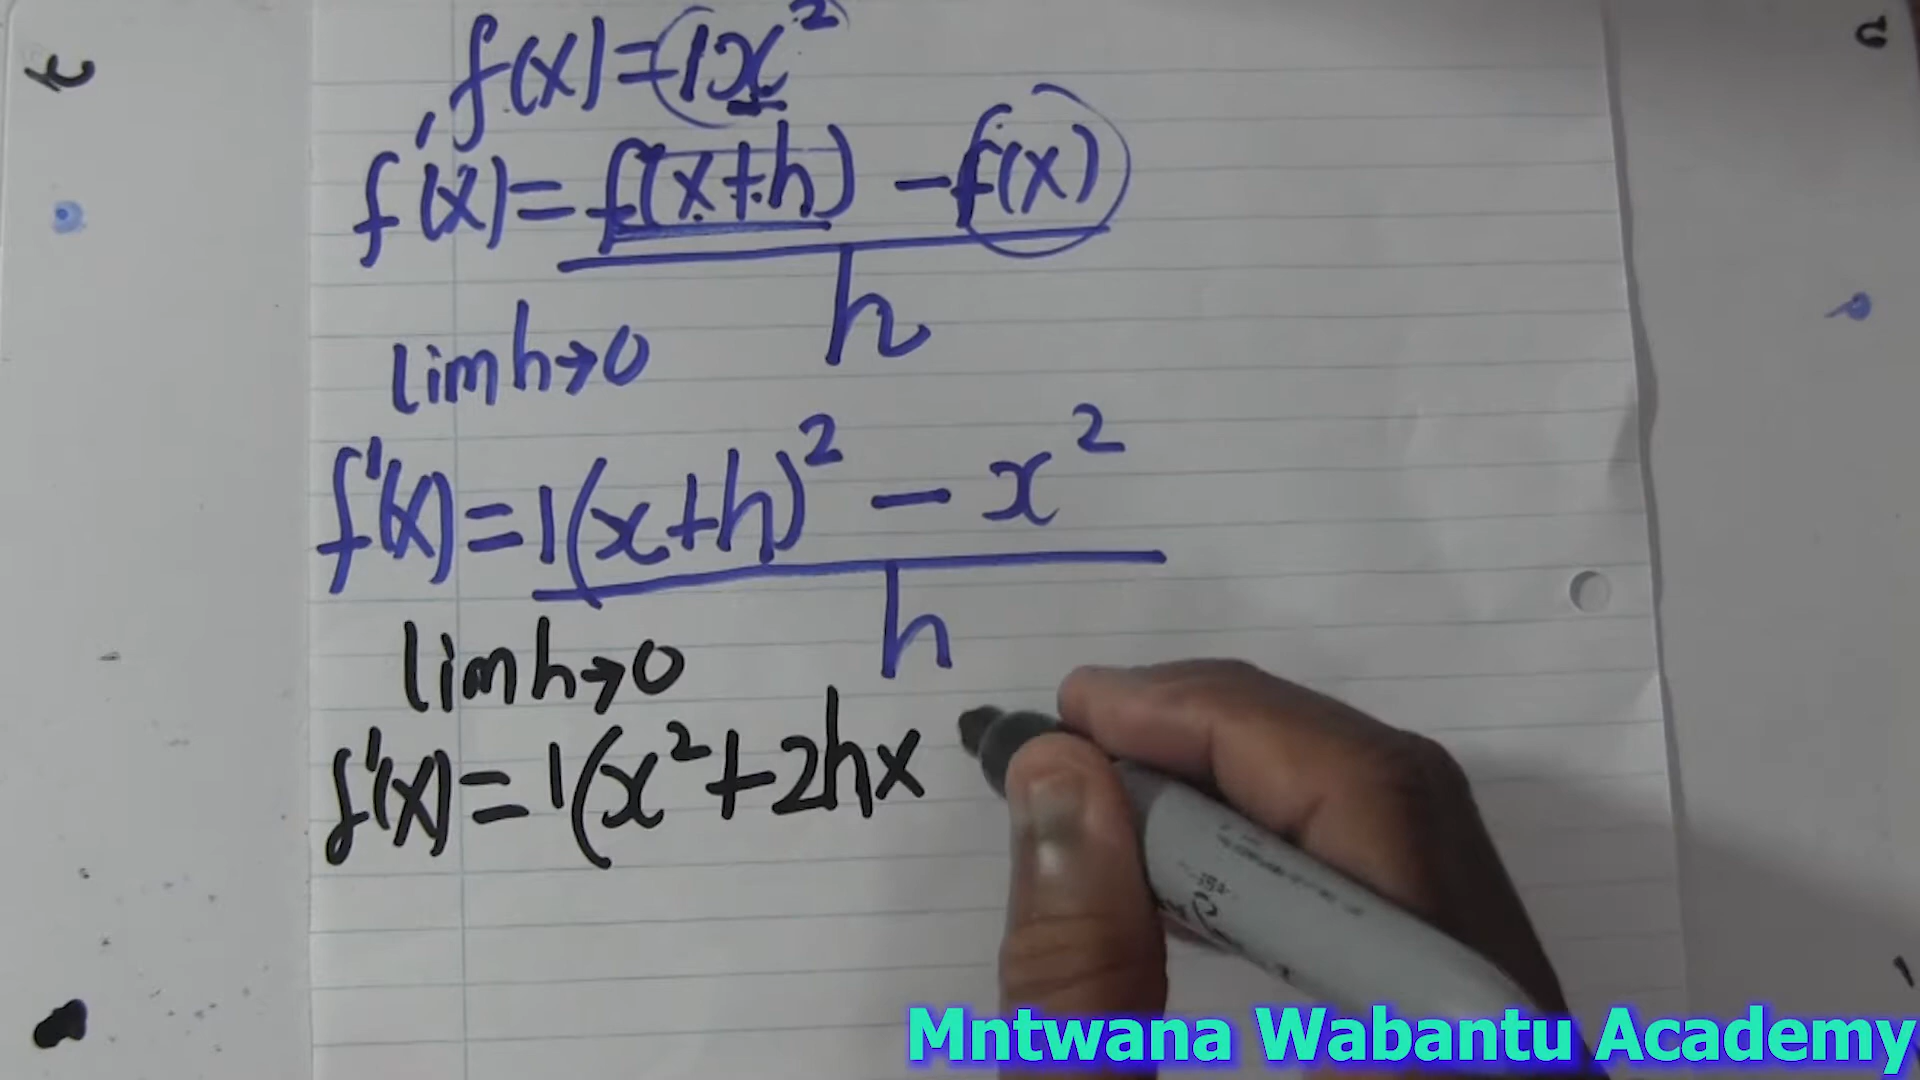 f(x)=1x²
f'(x)=f(x+h) -f(x)
h
lim h→0
f'(x)=1(x+h)² - x²
h
lim h→0
f'(x)=1(x²+2hx
Mntwana Wabantu Academy